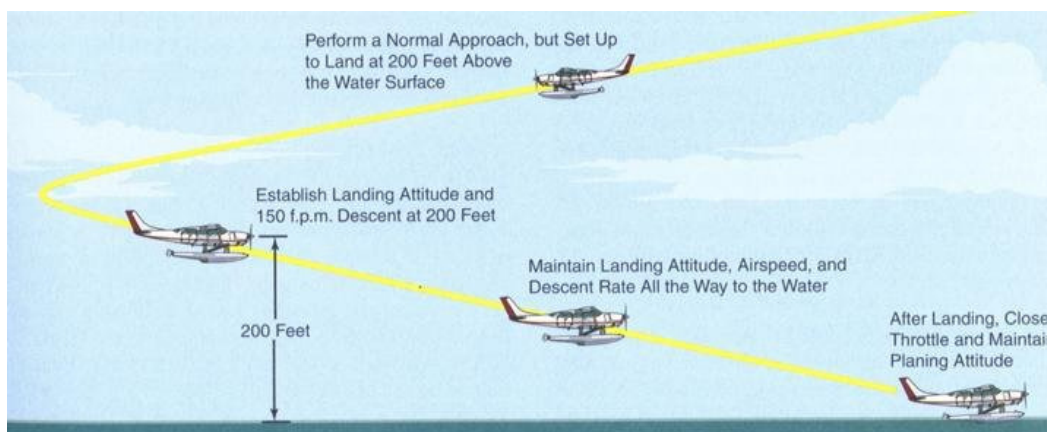 Perform a Normal Approach, but Set Up
to Land at 200 Feet Above
the Water Surface
Establish Landing Attitude and
150 f.p.m. Descent at 200 Feet
Maintain Landing Attitude, Airspeed, and
Descent Rate All the Way to the Water
200 Feet
After Landing, Close
Throttle and Maintai
Planing Attitude